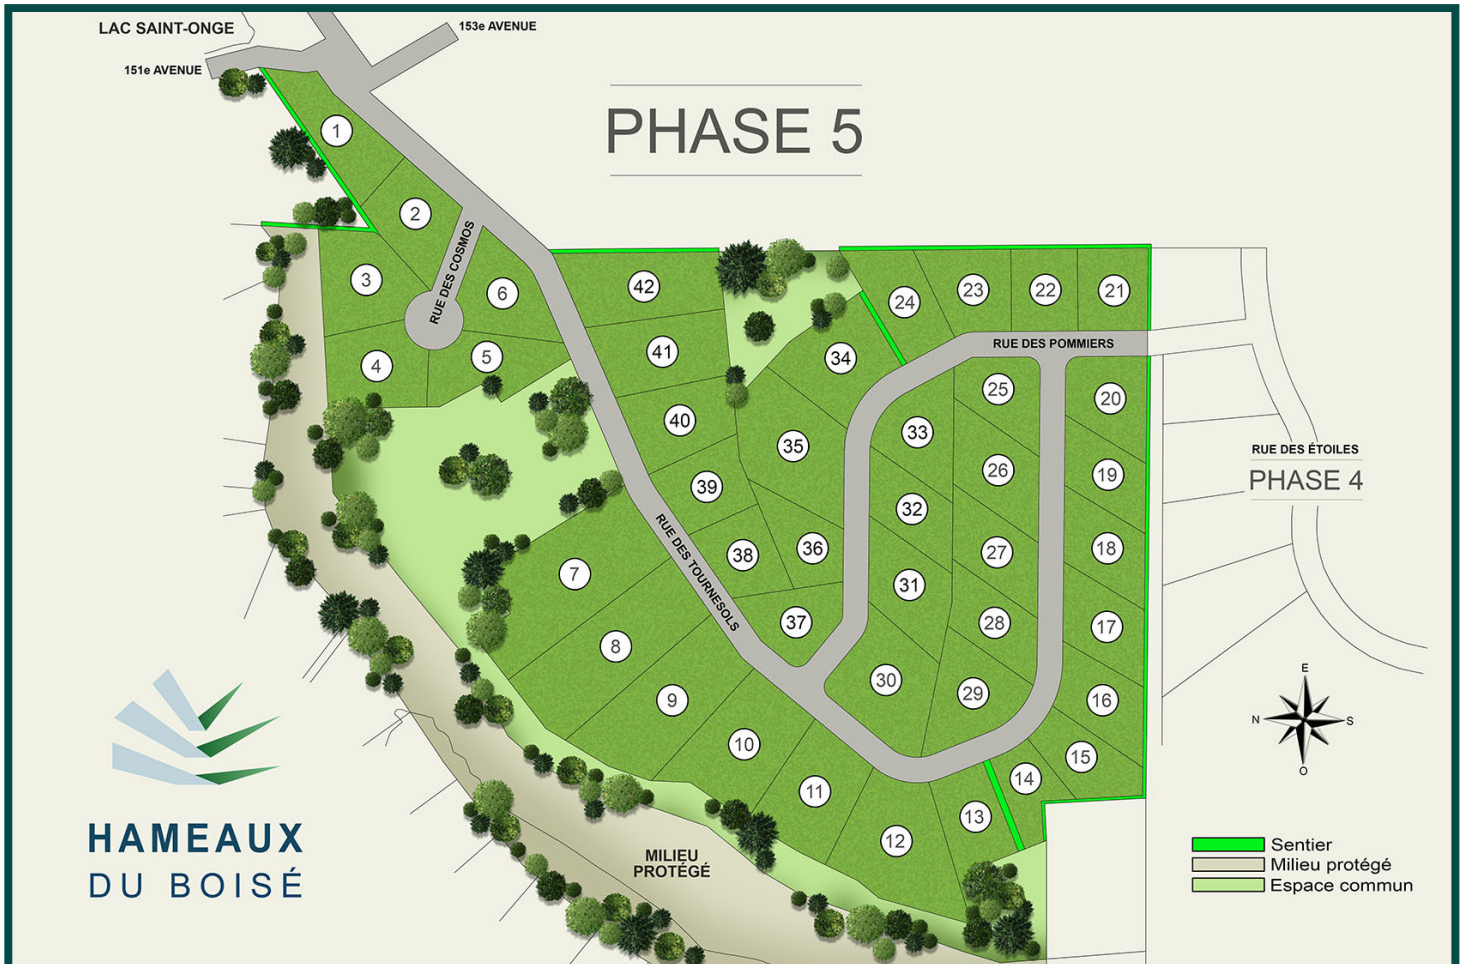 LAC SAINT-ONGE
153e AVENUE
151e AVENUE
PHASE 5
1
2
3
4
5
6
RUE DES COSMOS
42
41
40
39
38
37
36
35
34
24
23
22
21
RUE DES POMMIERS
33
32
31
30
25
26
27
28
29
20
19
18
17
16
15
14
13
12
11
10
9
8
7
RUE DES TOURNESOLS
RUE DES ÉTOILES
PHASE 4
E
N
S
O
HAMEAUX
DU BOISÉ
MILIEU
PROTÉGÉ
Sentier
Milieu protégé
Espace commun